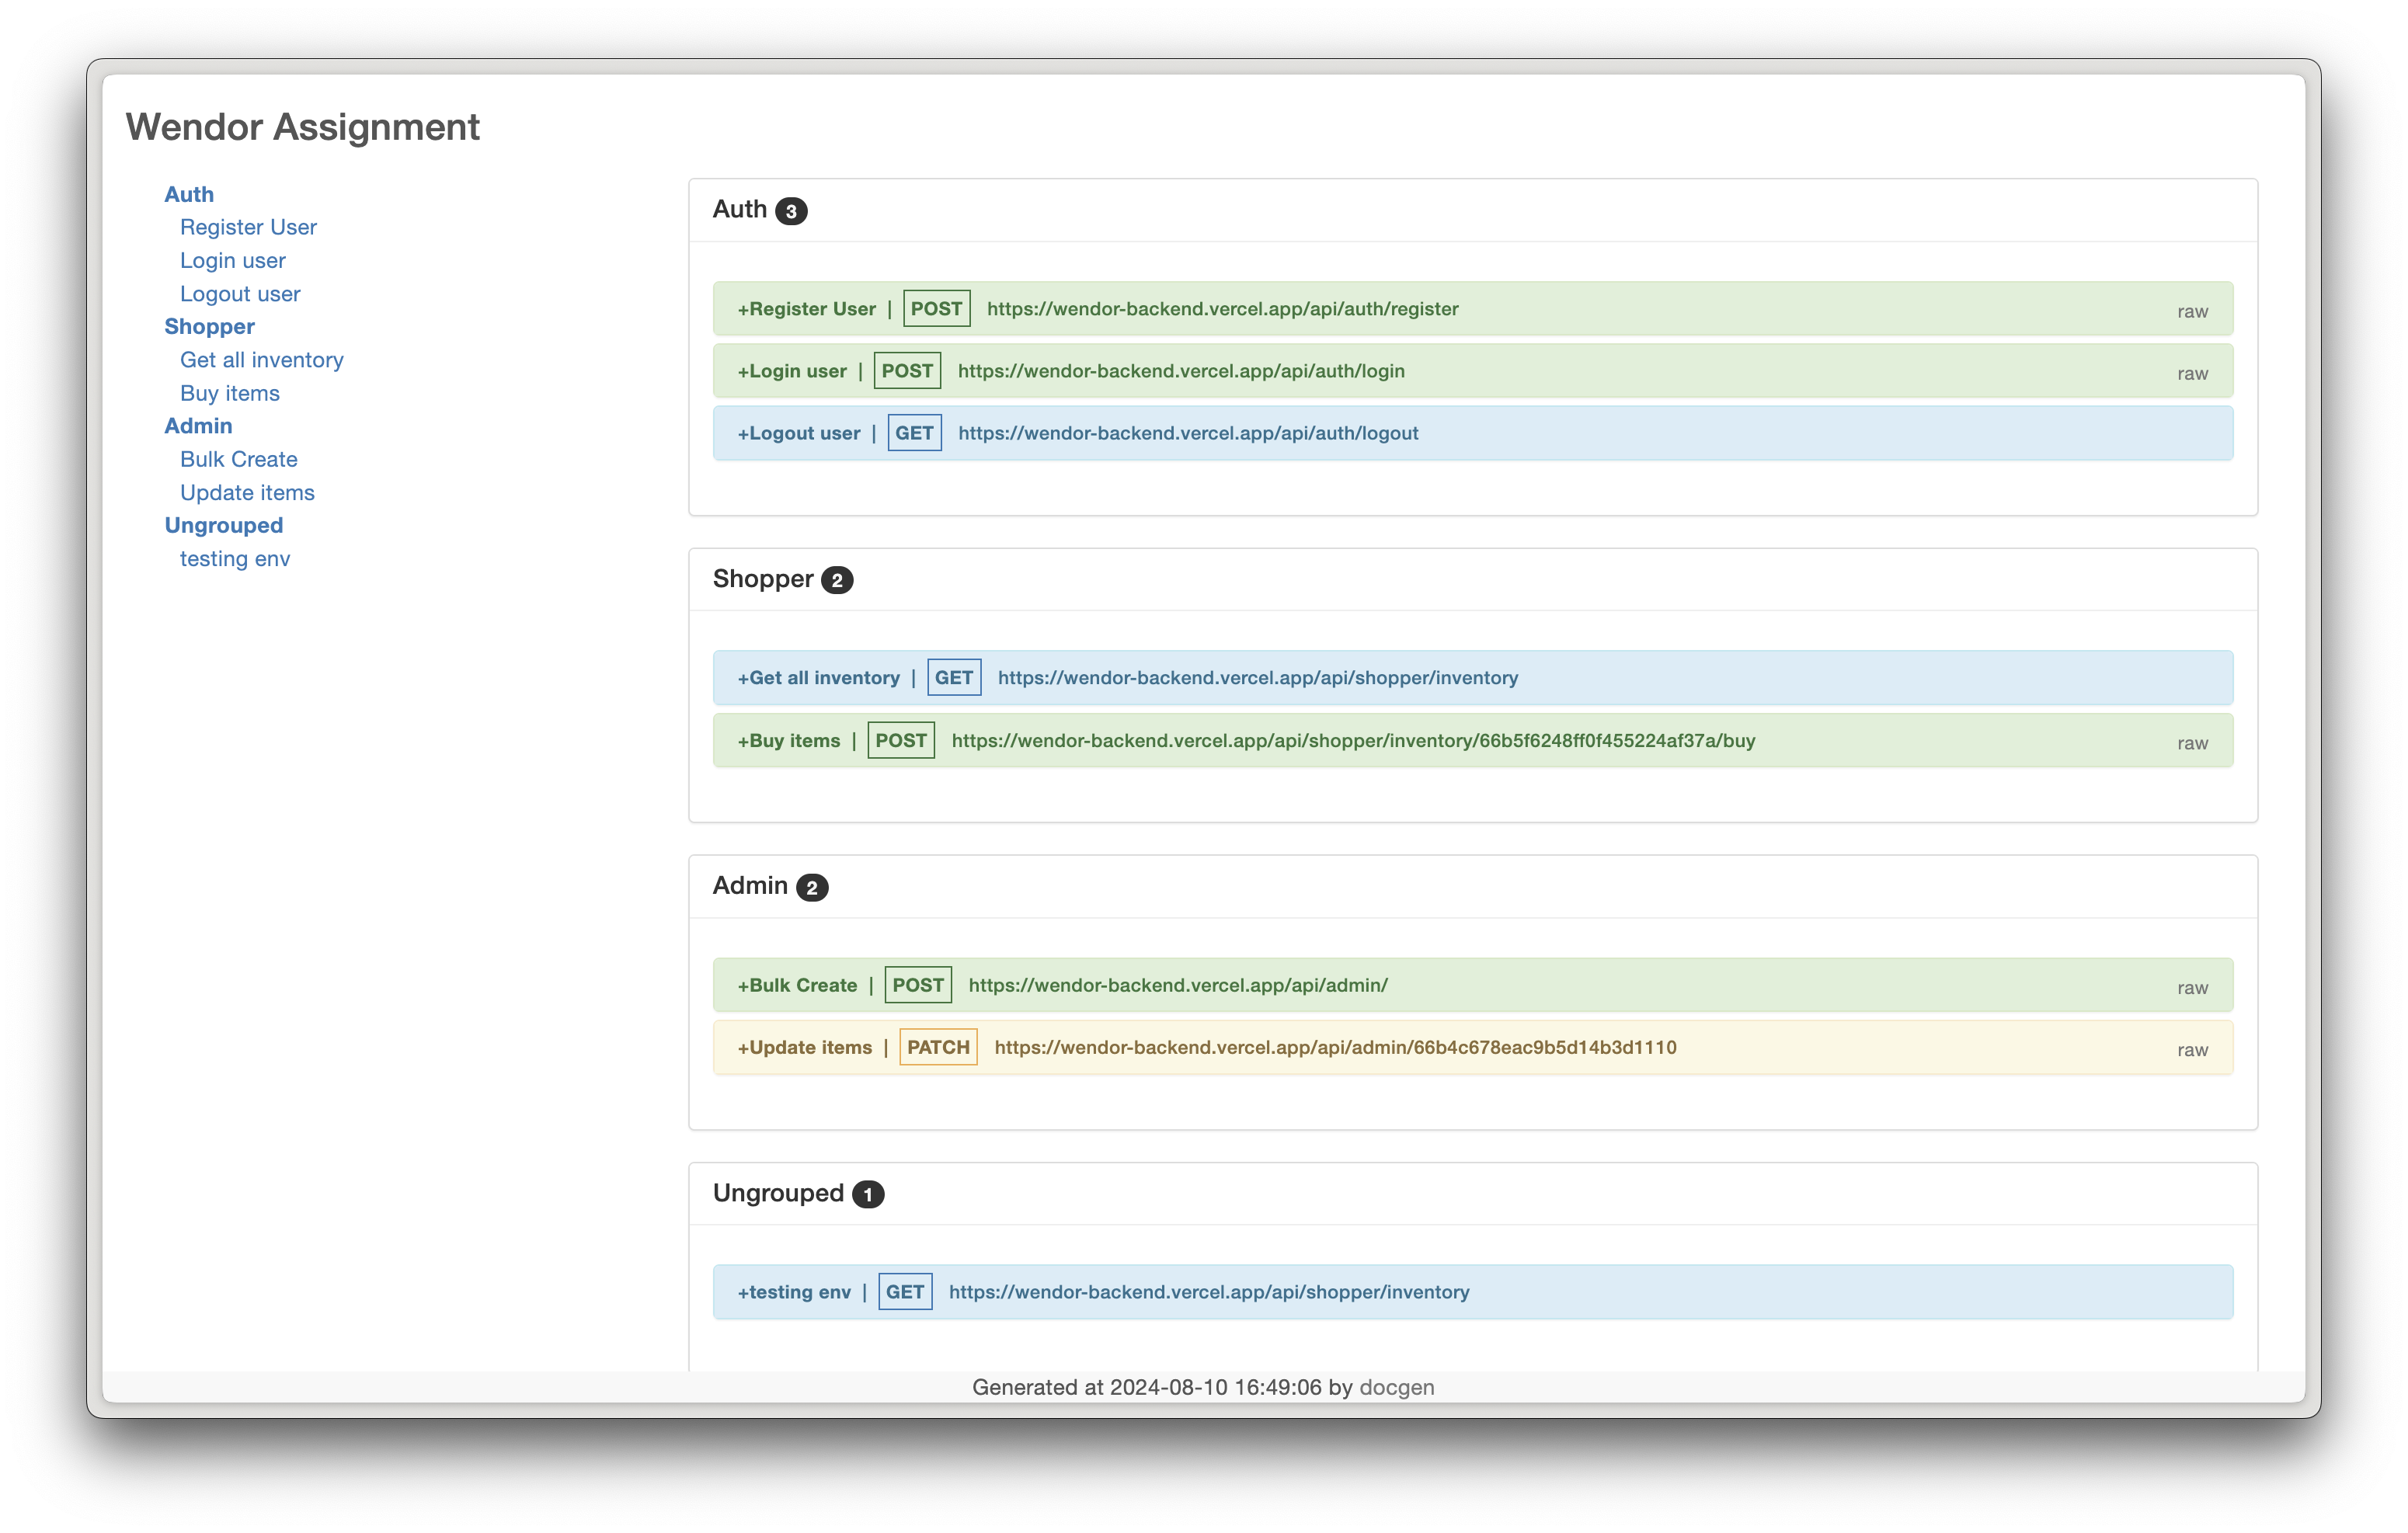 Wendor Assignment
Auth
Register User
Login user
Logout user
Shopper
Get all inventory
Buy items
Admin
Bulk Create
Update items
Ungrouped
testing env
Auth 3
+Register User | POST https://wendor-backend.vercel.app/api/auth/register raw
+Login user | POST https://wendor-backend.vercel.app/api/auth/login raw
+Logout user | GET https://wendor-backend.vercel.app/api/auth/logout
Shopper 2
+Get all inventory | GET https://wendor-backend.vercel.app/api/shopper/inventory
+Buy items | POST https://wendor-backend.vercel.app/api/shopper/inventory/66b5f6248ff0f455224af37a/buy raw
Admin 2
+Bulk Create | POST https://wendor-backend.vercel.app/api/admin/ raw
+Update items | PATCH https://wendor-backend.vercel.app/api/admin/66b4c678eac9b5d14b3d1110 raw
Ungrouped 1
+testing env | GET https://wendor-backend.vercel.app/api/shopper/inventory
Generated at 2024-08-10 16:49:06 by docgen